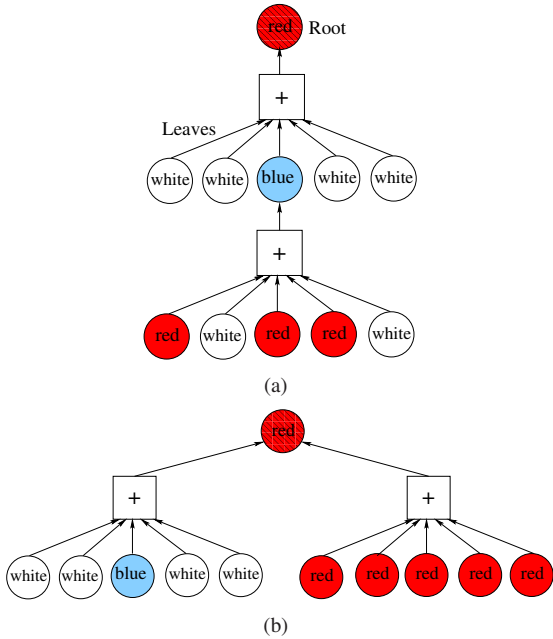 red Root
+
Leaves
white white blue white white
+
red white red red white
(a)
red
+ +
white white blue white white red red red red red
(b)